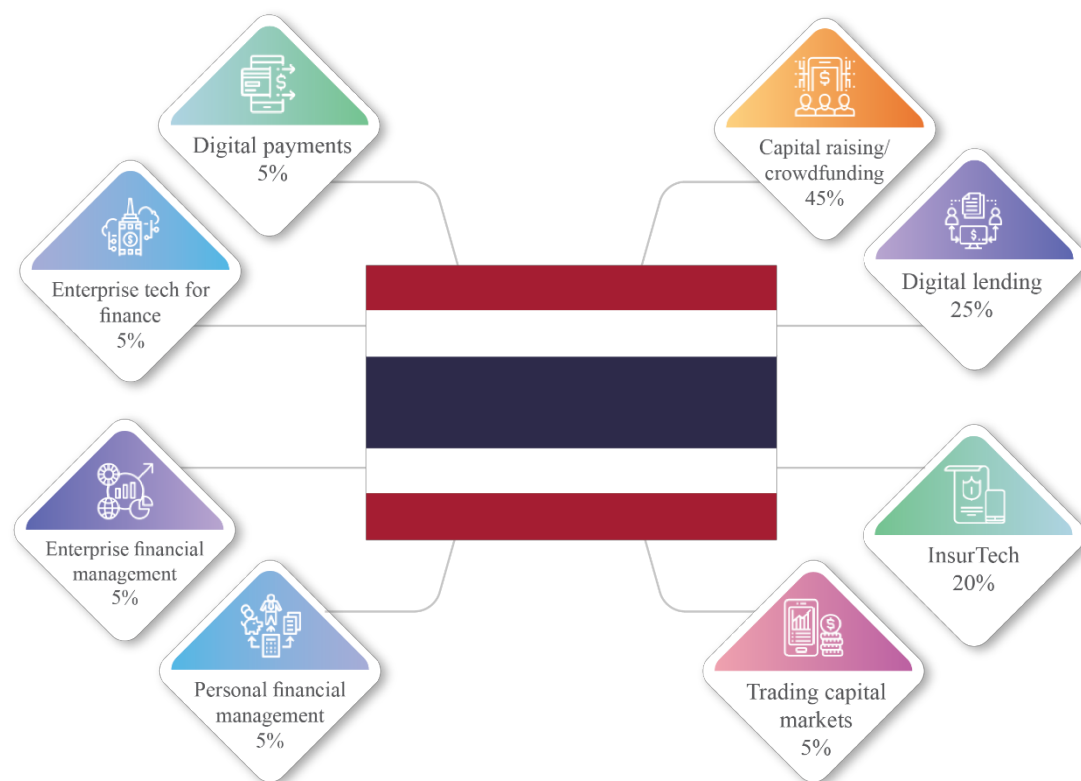 Digital payments
5%
Capital raising/
crowdfunding
45%
Enterprise tech for
finance
5%
Digital lending
25%
Enterprise financial
management
5%
InsurTech
20%
Personal financial
management
5%
Trading capital
markets
5%